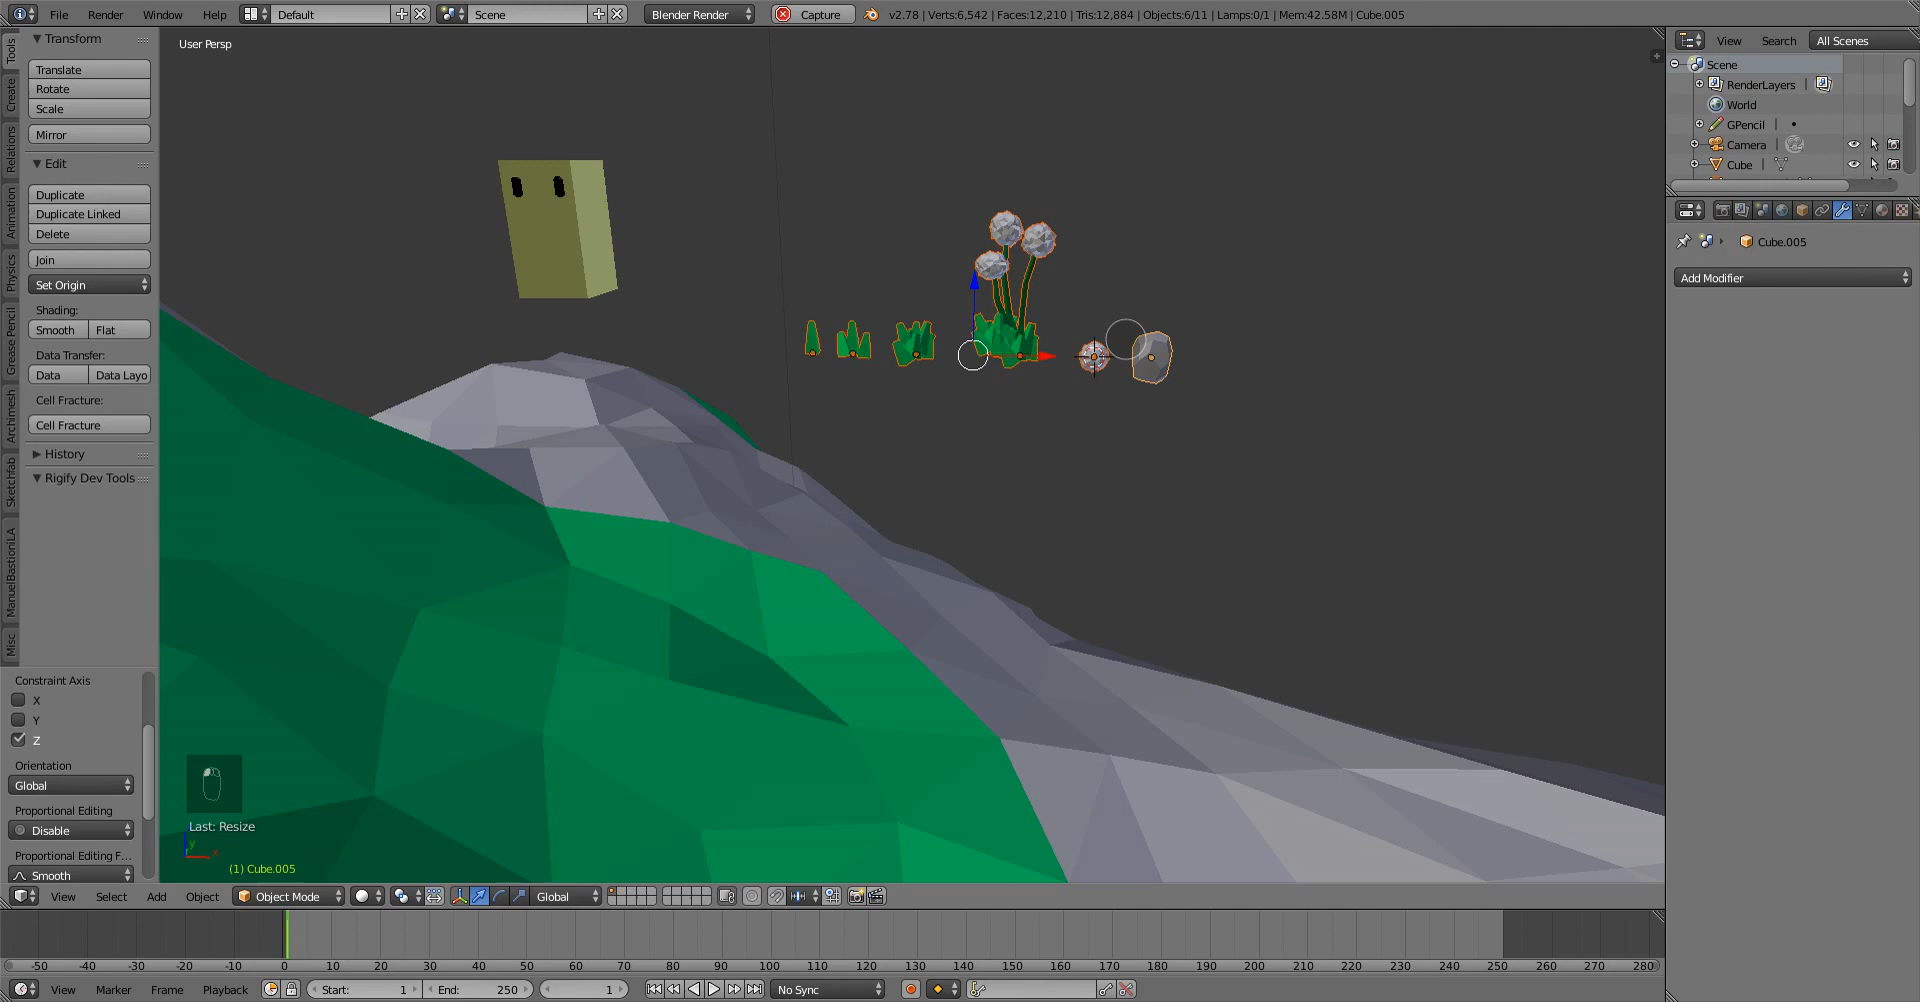 File Render Window Help Default Scene Blender Render Capture v2.78 | Verts:6,542 | Faces:12,210 | Tris:12,884 | Objects:6/11 | Lamps:0/1 | Mem:42.58M | Cube.005
Tools
Create
Relations
Animation
Physics
Grease Pencil
Archimesh
Sketchfab
ManuelBastioniLA
Misc
Transform
Translate
Rotate
Scale
Mirror
Edit
Duplicate
Duplicate Linked
Delete
Join
Set Origin
Shading:
Smooth Flat
Data Transfer:
Data Data Layo
Cell Fracture:
Cell Fracture
History
Rigify Dev Tools
Constraint Axis
X
Y
Z
Orientation
Global
Proportional Editing
Disable
Proportional Editing F...
Smooth
User Persp
Last: Resize
y
x
(1) Cube.005
View Search All Scenes
Scene
RenderLayers |
World
GPencil |
Camera |
Cube |
Cube.005
Add Modifier
View Select Add Object Object Mode Global
-50 -40 -30 -20 -10 0 10 20 30 40 50 60 70 80 90 100 110 120 130 140 150 160 170 180 190 200 210 220 230 240 250 260 270 280
View Marker Frame Playback Start: 1 End: 250 1 No Sync